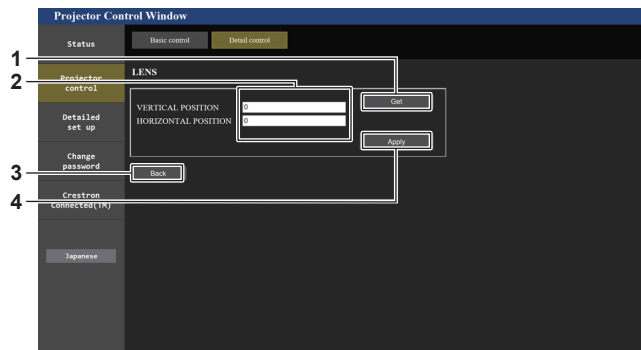 Projector Control Window
Status
Basic control
Detail control
1
2
Projector
control
LENS
Get
VERTICAL POSITION
0
HORIZONTAL POSITION
0
Detailed
set up
Apply
Change
password
3
Back
4
Crestron
Connected(TM)
Japanese